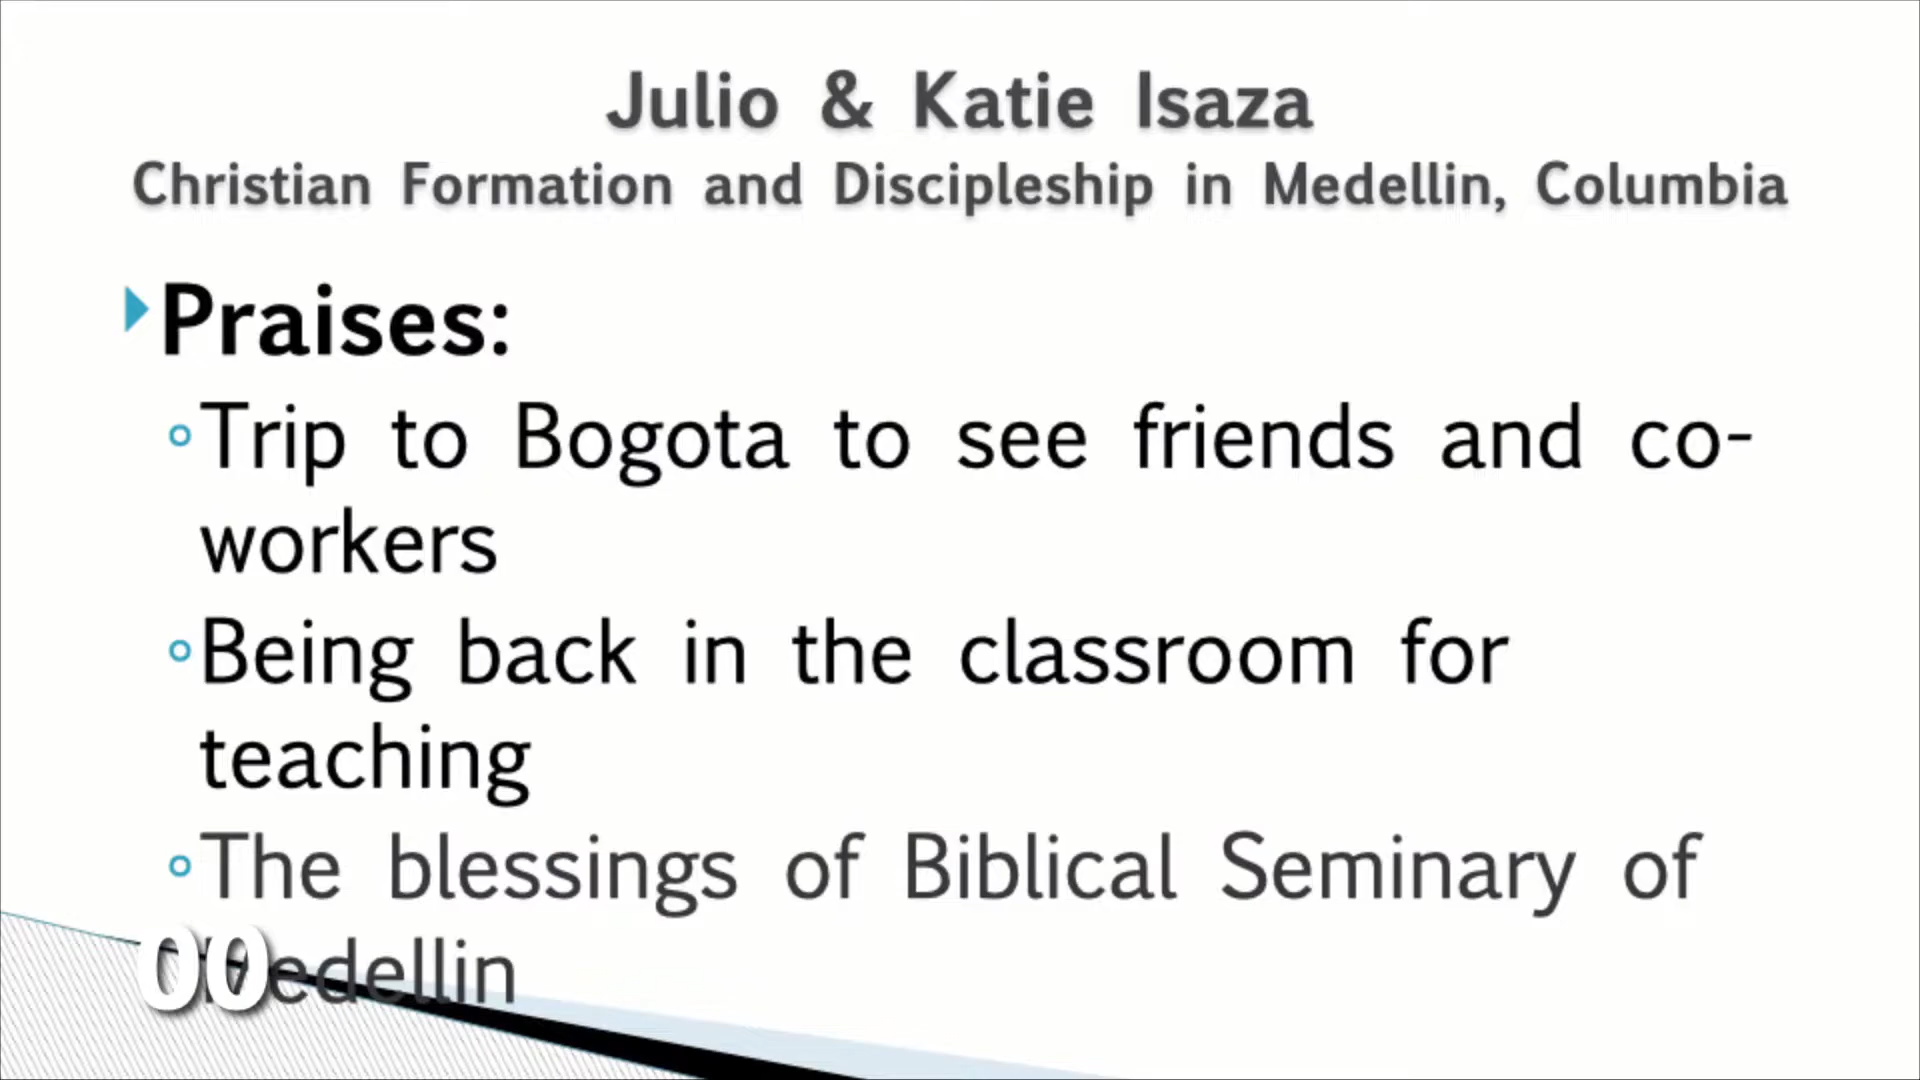 Julio & Katie Isaza
Christian Formation and Discipleship in Medellin, Columbia
Praises:
Trip to Bogota to see friends and co-
workers
Being back in the classroom for
teaching
The blessings of Biblical Seminary of
Medellin
00